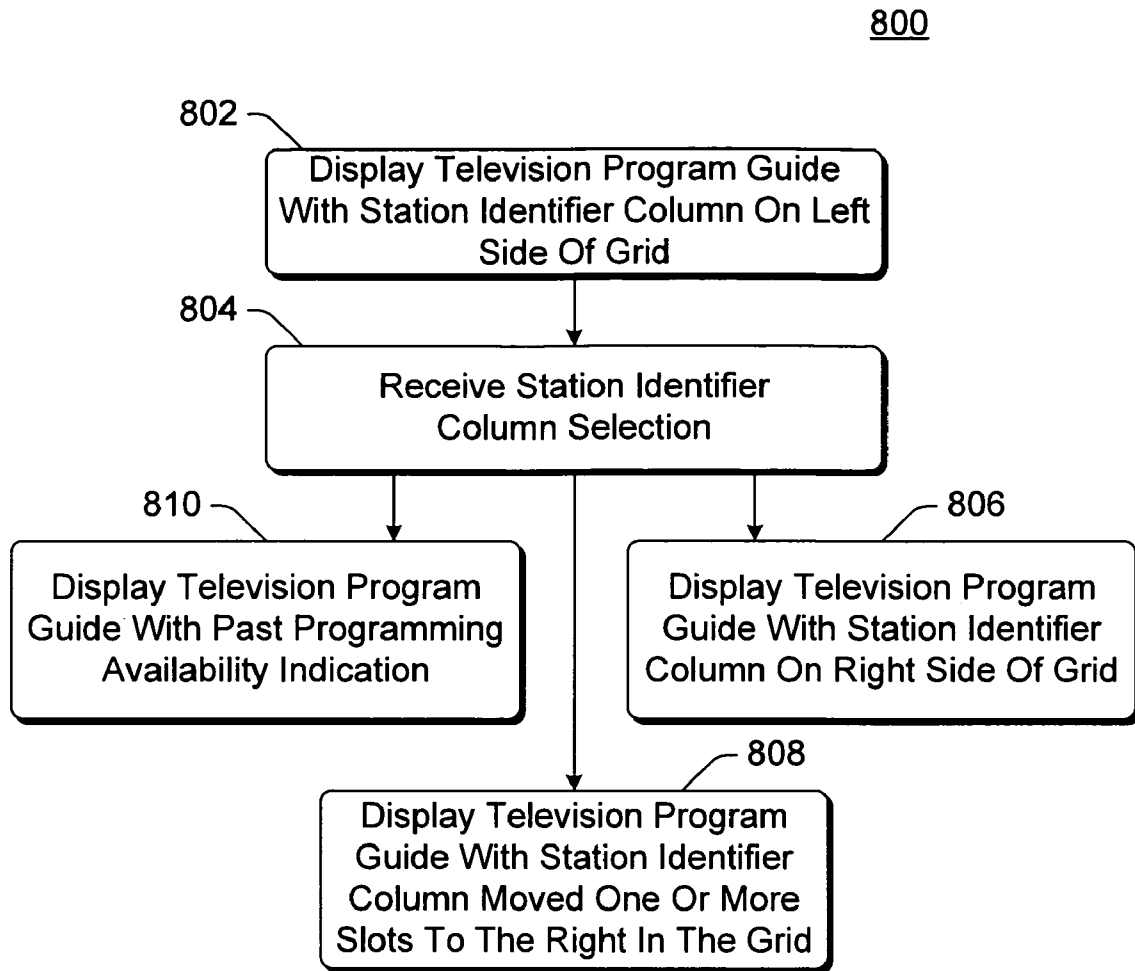 800
802
Display Television Program Guide
With Station Identifier Column On Left
Side Of Grid
804
Receive Station Identifier
Column Selection
810
Display Television Program
Guide With Past Programming
Availability Indication
806
Display Television Program
Guide With Station Identifier
Column On Right Side Of Grid
808
Display Television Program
Guide With Station Identifier
Column Moved One Or More
Slots To The Right In The Grid